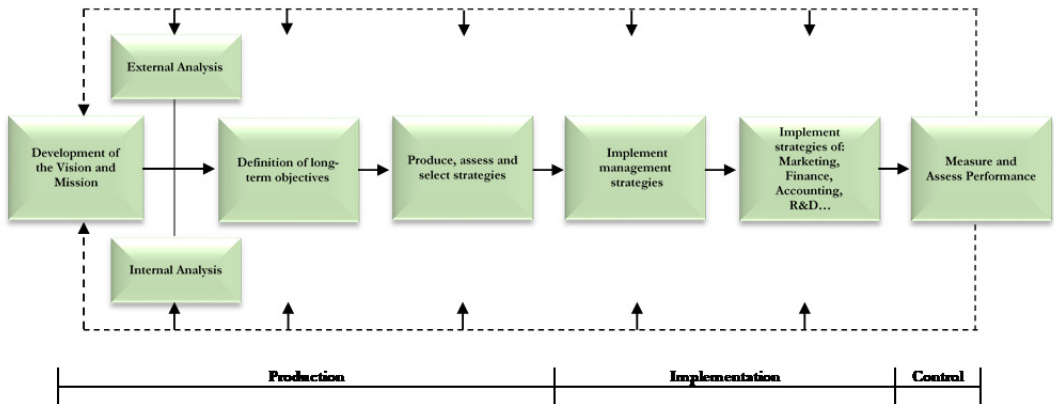 External Analysis
Development of
the Vision and
Mission
Definition of long-
term objectives
Produce, assess and
select strategies
Implement
management
strategies
Implement
strategies of:
Marketing,
Finance,
Accounting,
R&D...
Measure and
Assess Performance
Internal Analysis
Production
Implementation
Control